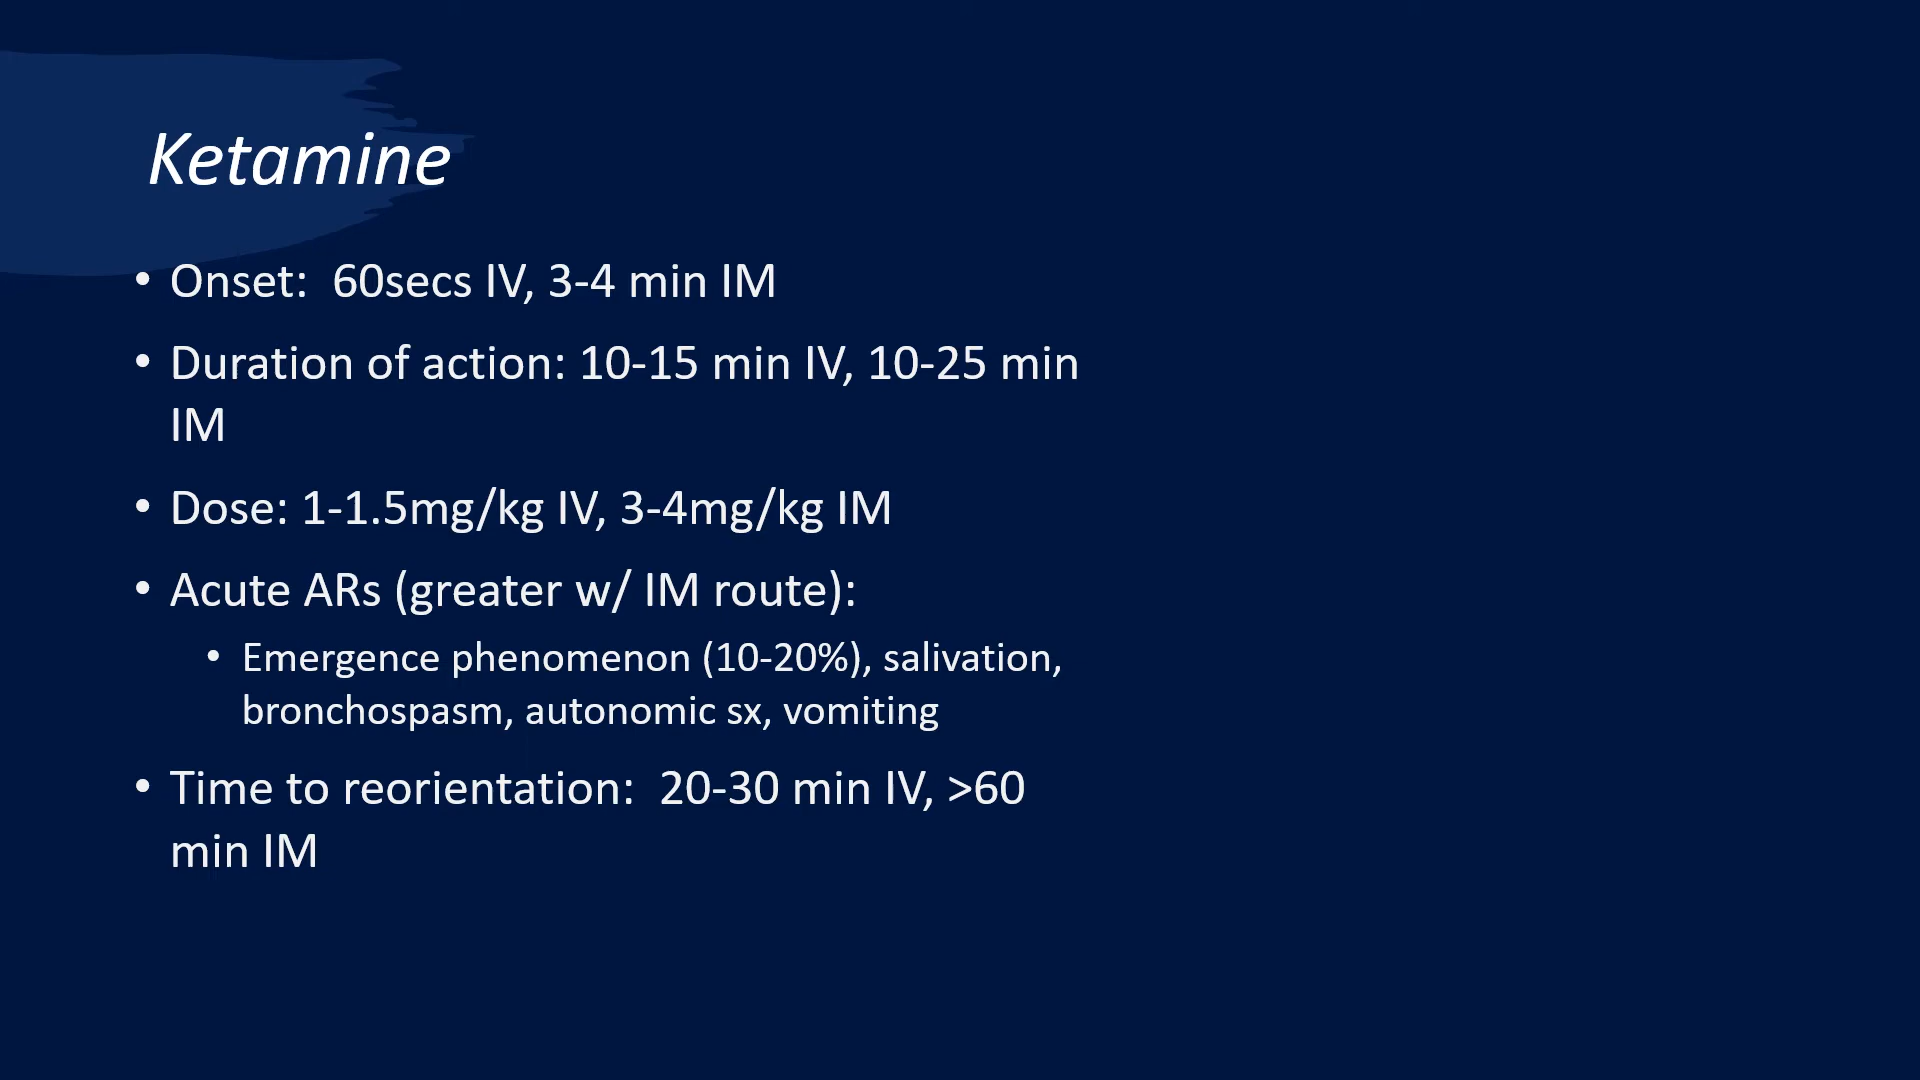 Ketamine
• Onset:  60secs IV, 3-4 min IM
• Duration of action: 10-15 min IV, 10-25 min
IM
• Dose: 1-1.5mg/kg IV, 3-4mg/kg IM
• Acute ARs (greater w/ IM route):
• Emergence phenomenon (10-20%), salivation,
bronchospasm, autonomic sx, vomiting
• Time to reorientation:  20-30 min IV, >60
min IM